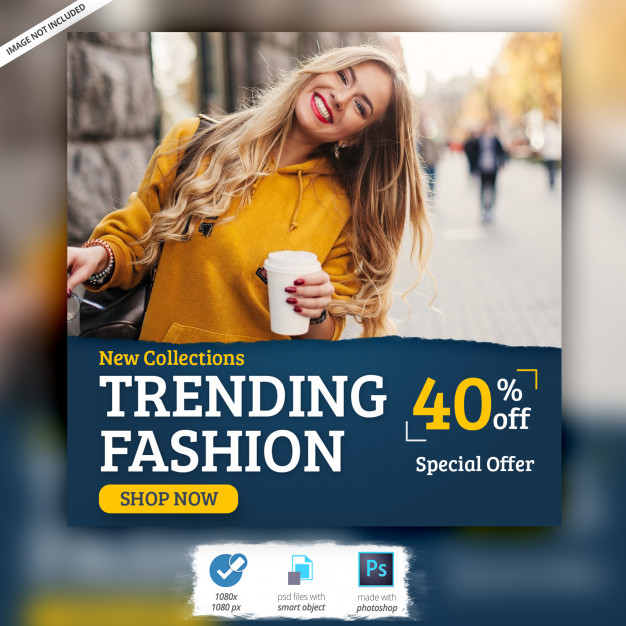 IMAGE NOT INCLUDED
New Collections
TRENDING
FASHION
SHOP NOW
40%
off
Special Offer
1080x
1080 px
psd files with
smart object
Ps
made with
photoshop